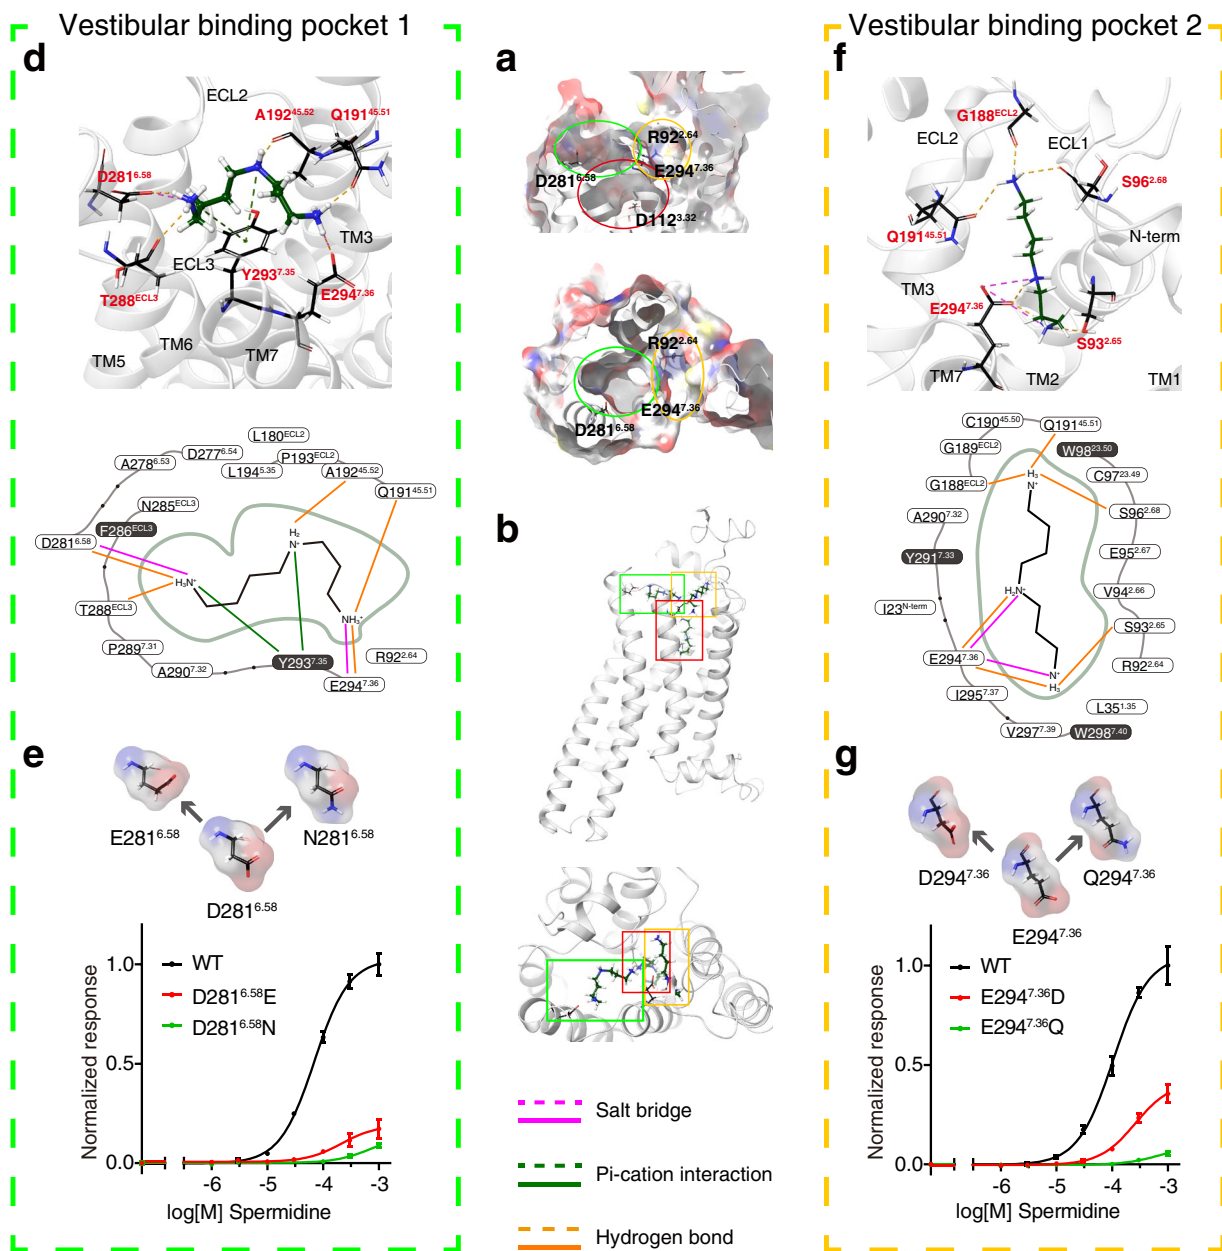 Vestibular binding pocket 1
d
ECL2
A192^45.52
Q191^45.51
D281^6.58
TM3
ECL3
Y293^7.35
T288^ECL3
E294^7.36
TM6
TM5
TM7
L180^ECL2
D277^6.54
P193^ECL2
A278^6.53
L194^5.35
A192^45.52
Q191^45.51
N285^ECL3
F286^ECL3
D281^6.58
H2
N+
H3N+
T288^ECL3
NH3+
P289^7.31
R92^2.64
A290^7.32
Y293^7.35
E294^7.36
e
E281^6.58
N281^6.58
D281^6.58
1.0
WT
D281^6.58E
D281^6.58N
0.5
0.0
Normalized response
-6
-5
-4
-3
log[M] Spermidine
a
R92^2.64
D281^6.58
E294^7.36
D112^3.32
R92^2.64
E294^7.36
D281^6.58
b
Salt bridge
Pi-cation interaction
Hydrogen bond
Vestibular binding pocket 2
f
G188^ECL2
ECL2
ECL1
S96^2.68
Q191^45.51
N-term
TM3
E294^7.36
S93^2.65
TM7
TM2
TM1
C190^45.50
Q191^45.51
G189^ECL2
W98^23.50
C97^23.49
G188^ECL2
H3
N+
S96^2.68
A290^7.32
Y291^7.33
E95^2.67
V94^2.66
I23^N-term
H2N+
S93^2.65
E294^7.36
R92^2.64
N+
H3
I295^7.37
L35^1.35
V297^7.39
W298^7.40
g
D294^7.36
Q294^7.36
E294^7.36
1.0
WT
E294^7.36D
E294^7.36Q
0.5
0.0
Normalized response
-6
-5
-4
-3
log[M] Spermidine